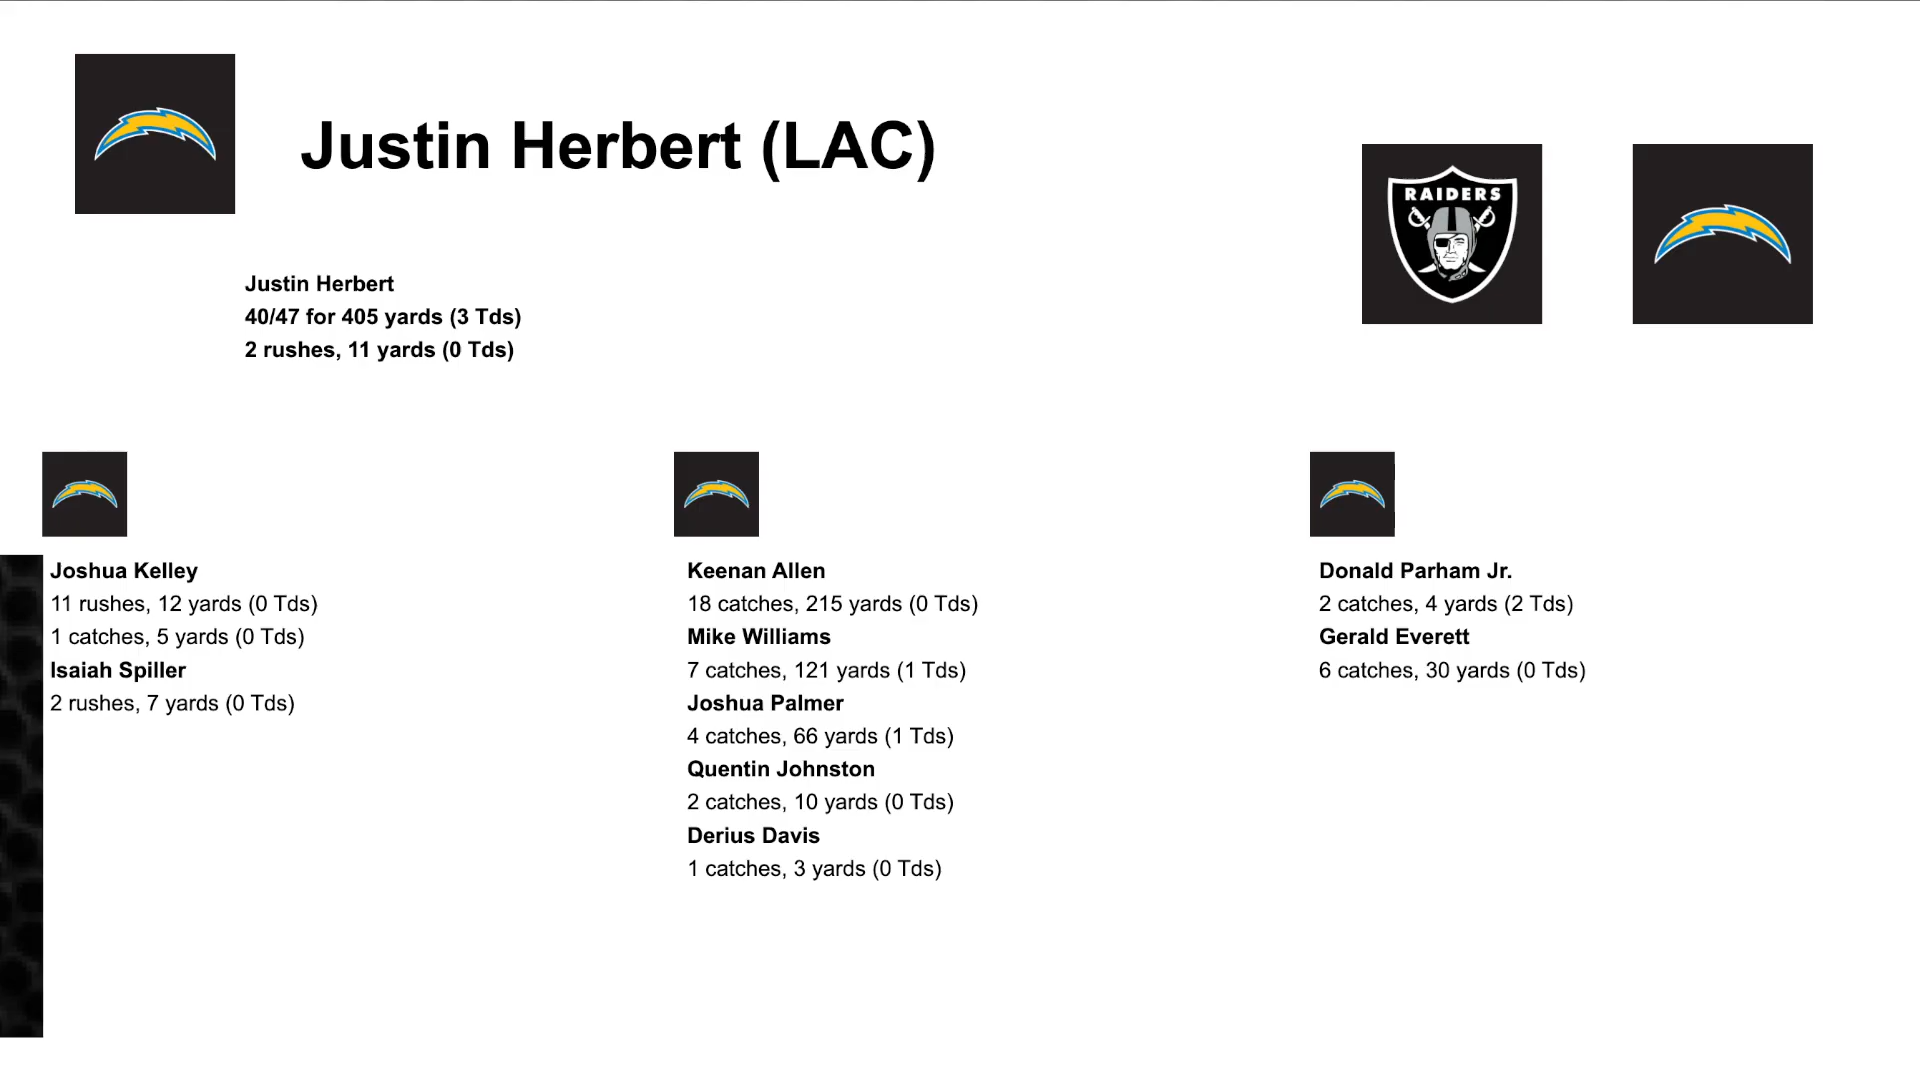 Justin Herbert (LAC)
RAIDERS
Justin Herbert
40/47 for 405 yards (3 Tds)
2 rushes, 11 yards (0 Tds)
Joshua Kelley
11 rushes, 12 yards (0 Tds)
1 catches, 5 yards (0 Tds)
Isaiah Spiller
2 rushes, 7 yards (0 Tds)
Keenan Allen
18 catches, 215 yards (0 Tds)
Mike Williams
7 catches, 121 yards (1 Tds)
Joshua Palmer
4 catches, 66 yards (1 Tds)
Quentin Johnston
2 catches, 10 yards (0 Tds)
Derius Davis
1 catches, 3 yards (0 Tds)
Donald Parham Jr.
2 catches, 4 yards (2 Tds)
Gerald Everett
6 catches, 30 yards (0 Tds)